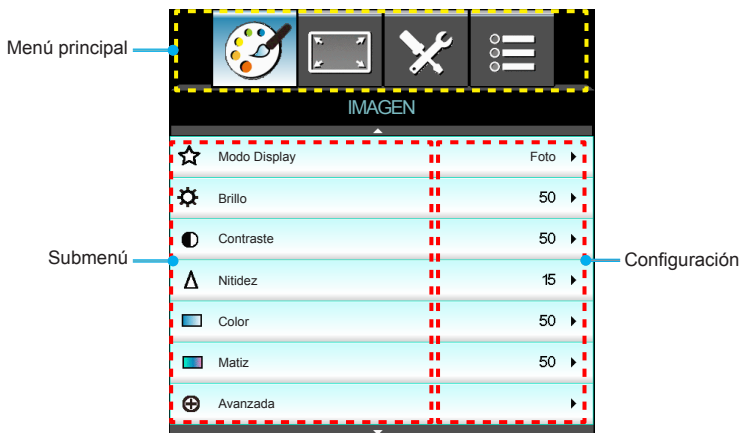 Menú principal
IMAGEN
Modo Display Foto
Brillo 50
Contraste 50
Submenú
Configuración
Nitidez 15
Color 50
Matiz 50
Avanzada